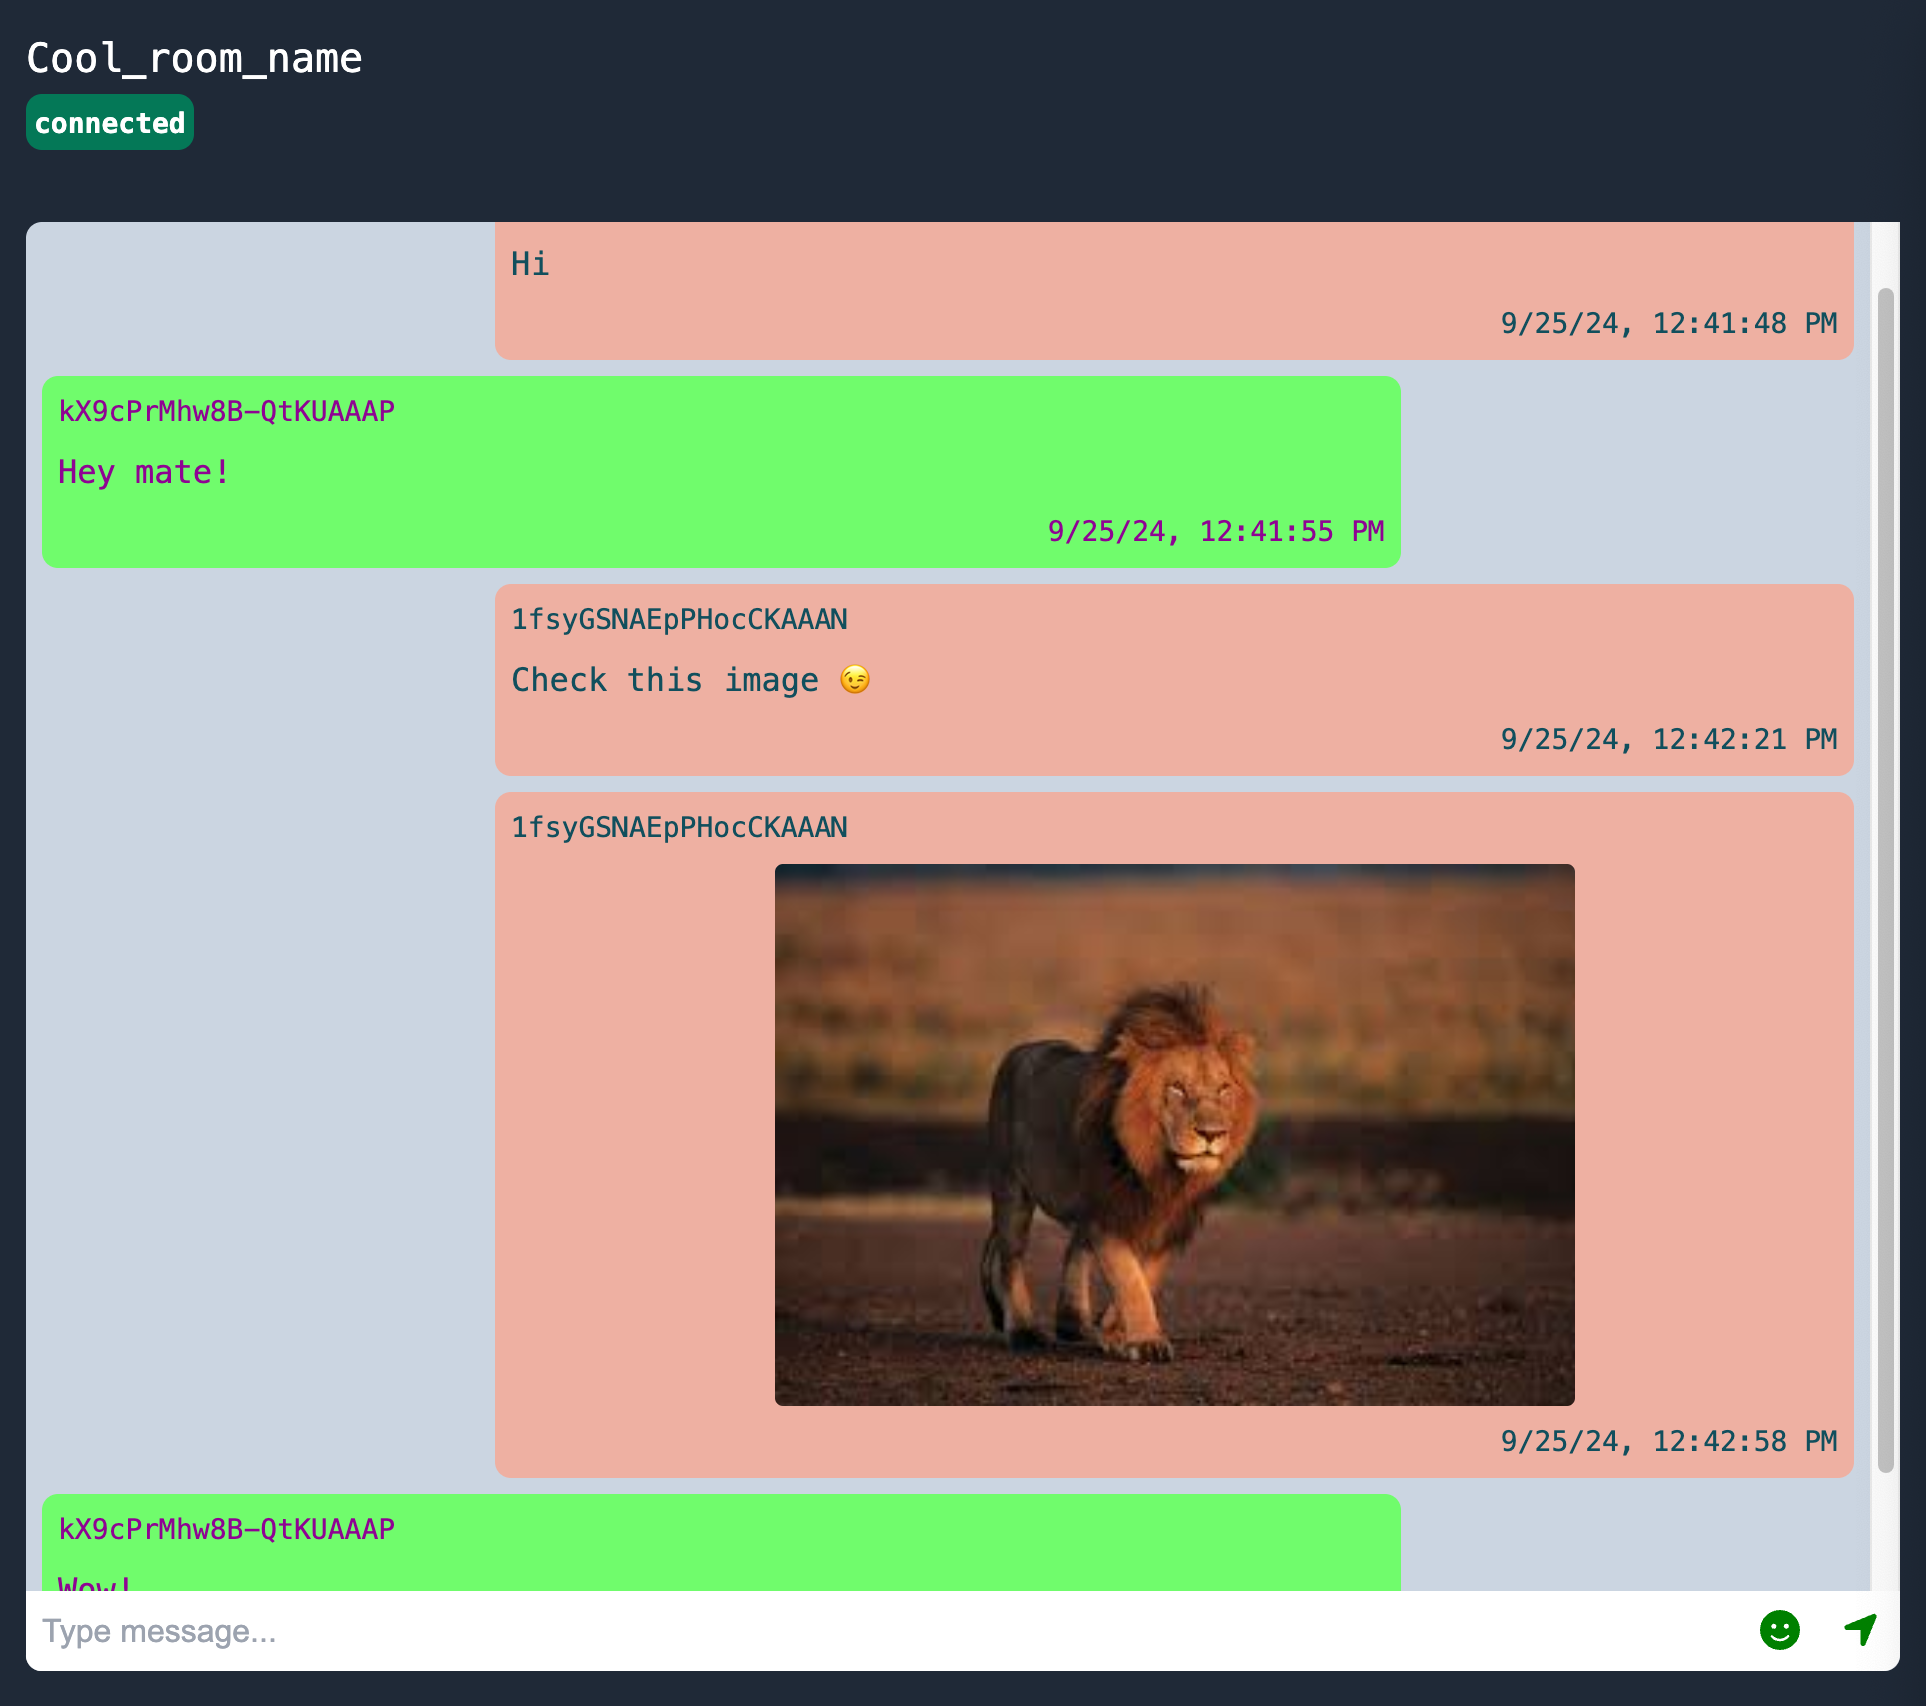 Cool_room_name
connected
Hi
9/25/24, 12:41:48 PM
kX9cPrMhw8B-QtKUAAAP
Hey mate!
9/25/24, 12:41:55 PM
1fsyGSNAEpPHocCKAAAN
Check this image 😉
9/25/24, 12:42:21 PM
1fsyGSNAEpPHocCKAAAN
9/25/24, 12:42:58 PM
kX9cPrMhw8B-QtKUAAAP
Wow!
Type message...